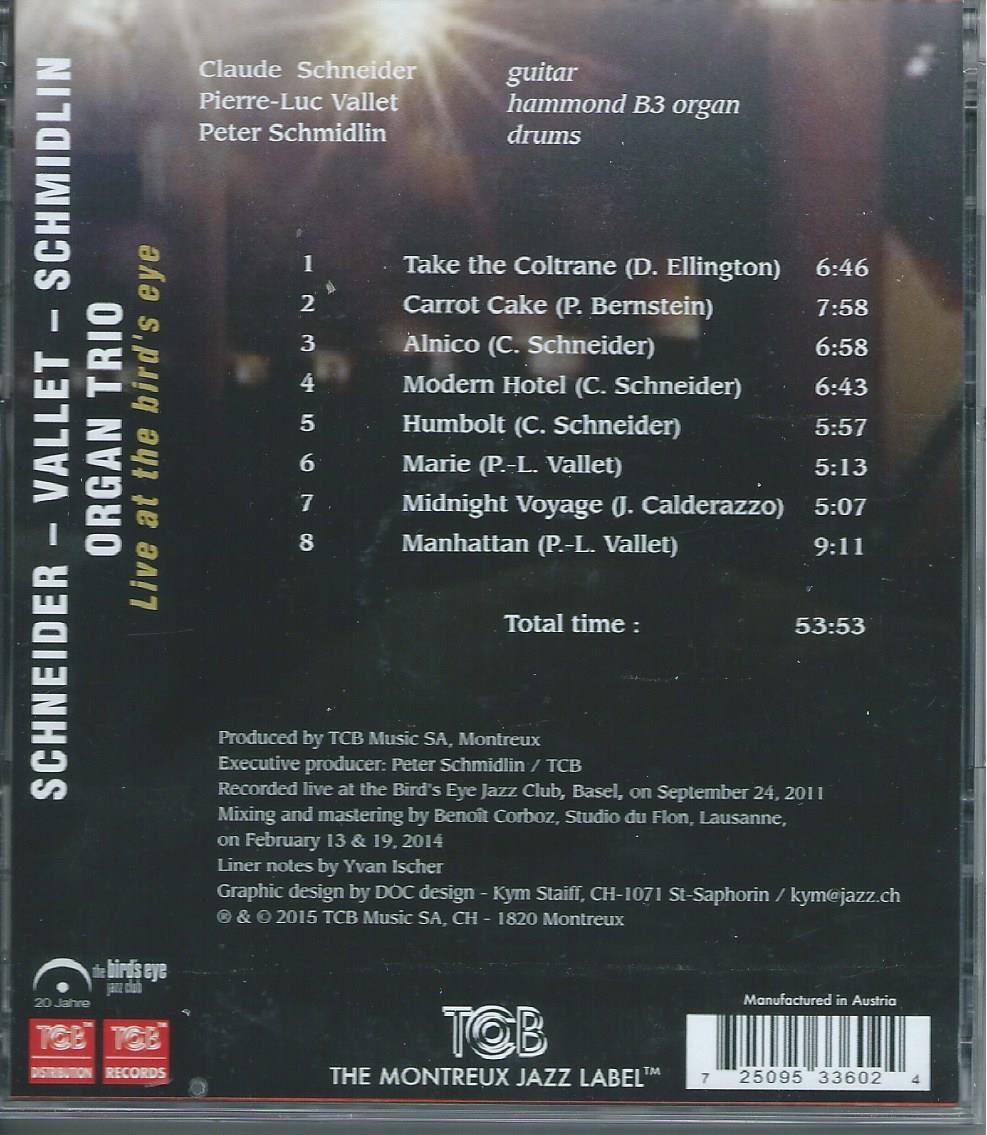 SCHNEIDER – VALLET – SCHMIDLIN
ORGAN TRIO
Live at the bird's eye
Claude Schneider guitar
Pierre-Luc Vallet hammond B3 organ
Peter Schmidlin drums
1 Take the Coltrane (D. Ellington) 6:46
2 Carrot Cake (P. Bernstein) 7:58
3 Alnico (C. Schneider) 6:58
4 Modern Hotel (C. Schneider) 6:43
5 Humbolt (C. Schneider) 5:57
6 Marie (P.-L. Vallet) 5:13
7 Midnight Voyage (J. Calderazzo) 5:07
8 Manhattan (P.-L. Vallet) 9:11
Total time : 53:53
Produced by TCB Music SA, Montreux
Executive producer: Peter Schmidlin / TCB
Recorded live at the Bird's Eye Jazz Club, Basel, on September 24, 2011
Mixing and mastering by Benoît Corboz, Studio du Flon, Lausanne,
on February 13 & 19, 2014
Liner notes by Yvan Ischer
Graphic design by DOC design - Kym Staiff, CH-1071 St-Saphorin / kym@jazz.ch
® & © 2015 TCB Music SA, CH - 1820 Montreux
the bird's eye
jazz club
20 Jahre
TCB™
DISTRIBUTION
TCB™
RECORDS
TCB
THE MONTREUX JAZZ LABEL™
Manufactured in Austria
7 25095 33602 4